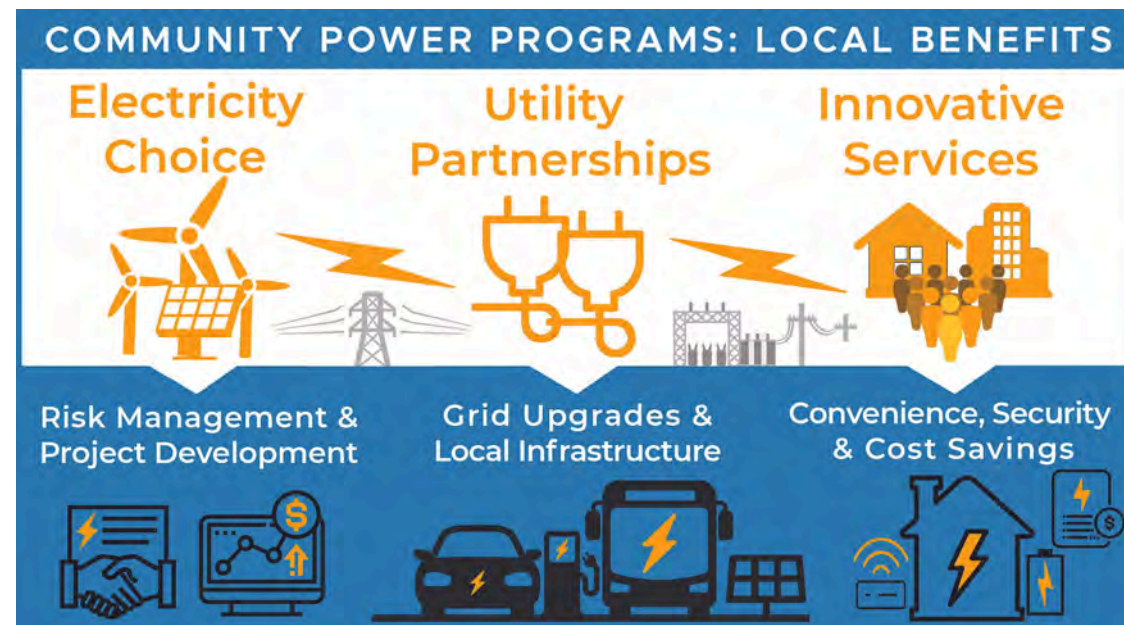 COMMUNITY POWER PROGRAMS: LOCAL BENEFITS
Electricity
Choice
Utility
Partnerships
Innovative
Services
Risk Management &
Project Development
Grid Upgrades &
Local Infrastructure
Convenience, Security
& Cost Savings
$
$